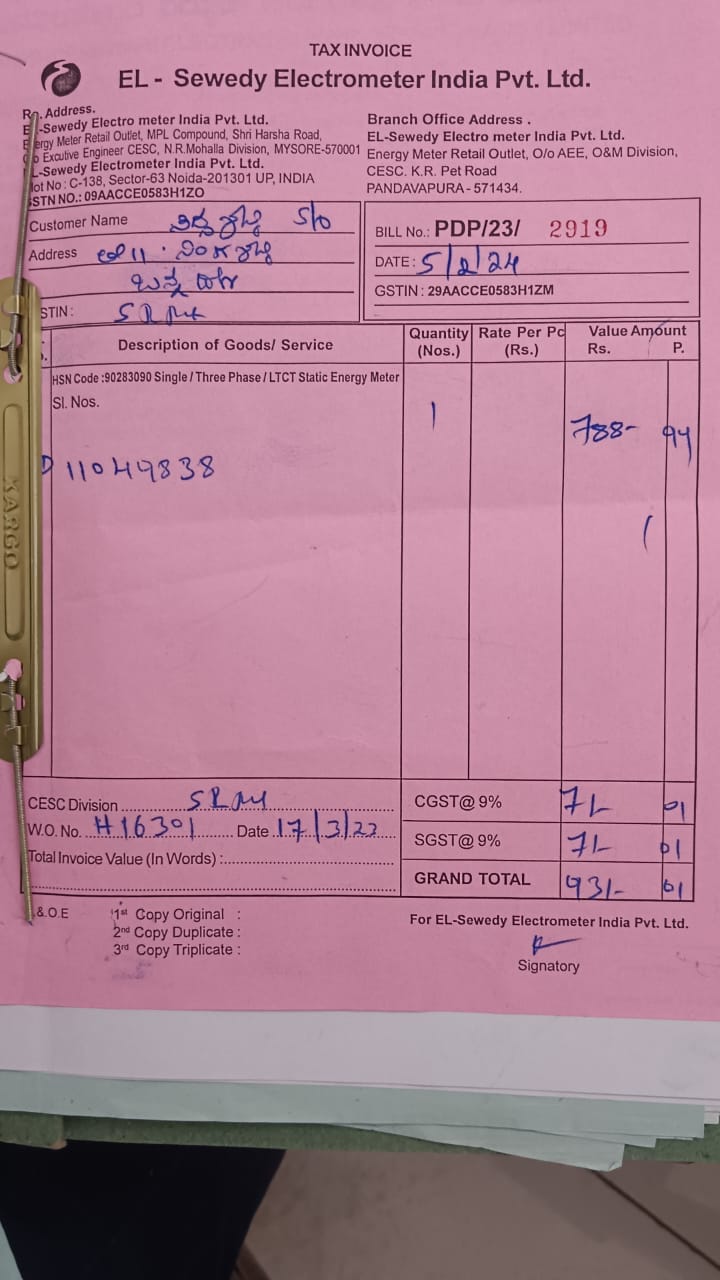 TAX INVOICE
EL - Sewedy Electrometer India Pvt. Ltd.
Address.
-Sewedy Electro meter India Pvt. Ltd.
Energy Meter Retail Outlet, MPL Compound, Shri Harsha Road,
Excutive Engineer CESC, N.R.Mohalla Division, MYSORE-570001
-Sewedy Electrometer India Pvt. Ltd.
lot No : C-138, Sector-63 Noida-201301 UP, INDIA
STN NO.: 09AACCE0583H1ZO
Branch Office Address .
EL-Sewedy Electro meter India Pvt. Ltd.
Energy Meter Retail Outlet, O/o AEE, O&M Division,
CESC. K.R. Pet Road
PANDAVAPURA - 571434.
Customer Name S/o
Address
STIN :
BILL No.: PDP/23/ 2919
DATE : 5/2/24
GSTIN : 29AACCE0583H1ZM
Description of Goods/ Service Quantity (Nos.) Rate Per Pc (Rs.) Value Amount Rs. P.
HSN Code :90283090 Single / Three Phase / LTCT Static Energy Meter
Sl. Nos.
1 788- 94
11049838
CESC Division SRM
W.O. No. H16301 Date 17/3/23
Total Invoice Value (In Words) :
CGST@ 9% 71 01
SGST@ 9% 71 01
GRAND TOTAL 931- 01
&.O.E
1st Copy Original :
2nd Copy Duplicate :
3rd Copy Triplicate :
For EL-Sewedy Electrometer India Pvt. Ltd.
Signatory